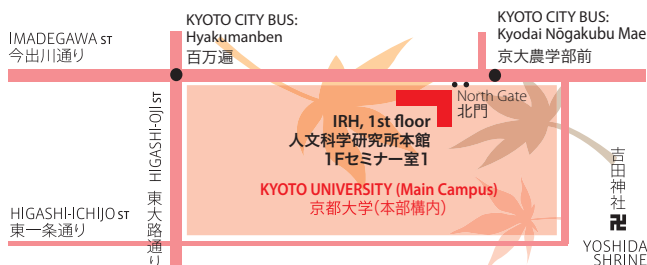 KYOTO CITY BUS:
Hyakumanben
百万遍
KYOTO CITY BUS:
Kyodai Nōgakubu Mae
京大農学部前
IMADEGAWA ST
今出川通り
North Gate
北門
IRH, 1st floor
人文科学研究所本館
1Fセミナー室1
KYOTO UNIVERSITY (Main Campus)
京都大学(本部構内)
HIGASHI-OJI ST
東大路通り
HIGASHI-ICHIJO ST
東一条通り
吉田神社
卍
YOSHIDA
SHRINE